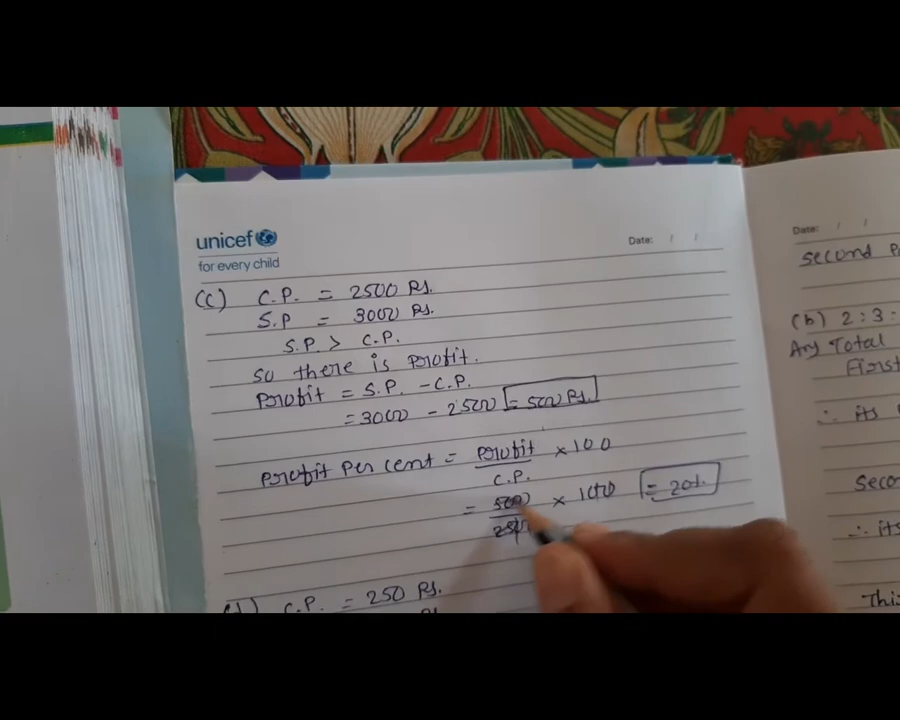 unicef
for every child
Date: / /
(c) C.P. = 2500 Rs.
S.P = 3000 Rs.
S.P. > C.P.
so there is profit.
Profit = S.P. - C.P.
= 3000 - 2500 = 500 Rs.
Profit Per cent = Profit × 100
C.P.
= 500 × 100 = 20%
2500
(d) C.P. = 250 Rs.
Rs.
Date: / /
Second
(b) 2:3:
Any Total
First
∴ its
Seco
∴ its
This